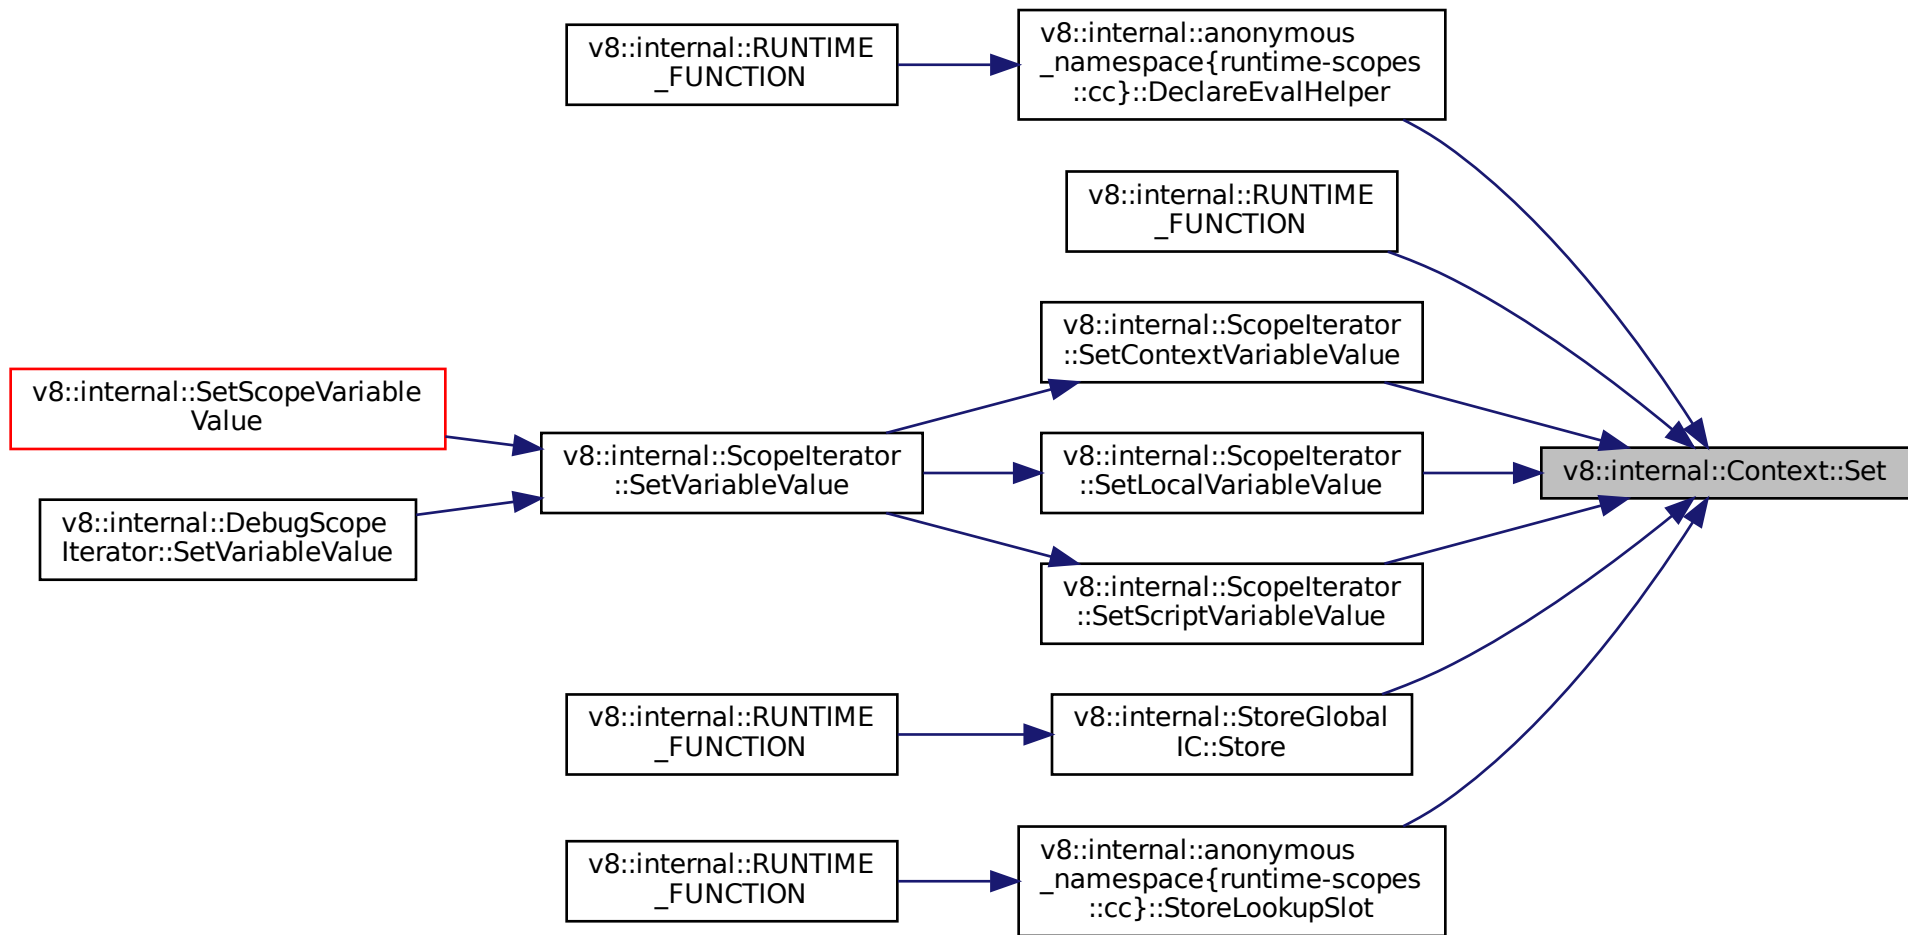 v8::internal::RUNTIME
_FUNCTION
v8::internal::anonymous
_namespace{runtime-scopes
::cc}::DeclareEvalHelper
v8::internal::RUNTIME
_FUNCTION
v8::internal::ScopeIterator
::SetContextVariableValue
v8::internal::SetScopeVariable
Value
v8::internal::ScopeIterator
::SetVariableValue
v8::internal::ScopeIterator
::SetLocalVariableValue
v8::internal::Context::Set
v8::internal::DebugScope
Iterator::SetVariableValue
v8::internal::ScopeIterator
::SetScriptVariableValue
v8::internal::RUNTIME
_FUNCTION
v8::internal::StoreGlobal
IC::Store
v8::internal::RUNTIME
_FUNCTION
v8::internal::anonymous
_namespace{runtime-scopes
::cc}::StoreLookupSlot